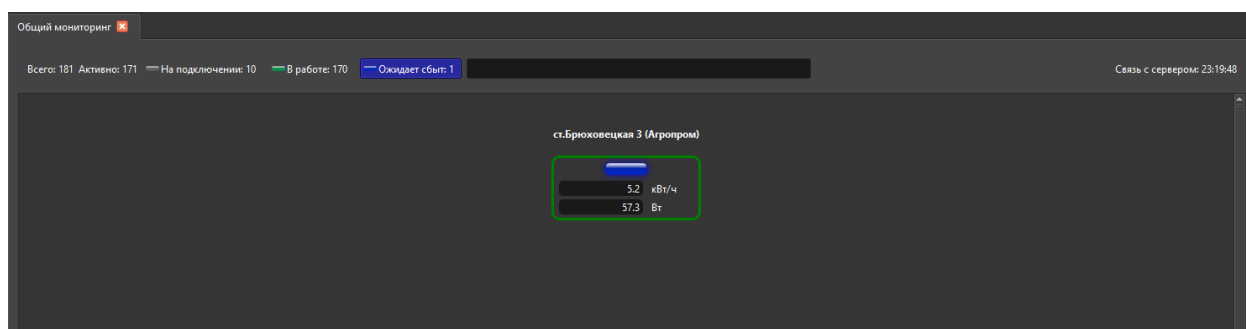 Общий мониторинг
Всего: 181 Активно: 171 На подключении: 10 В работе: 170 Ожидает сбыт: 1 Связь с сервером: 23:19:48
ст.Брюховецкая 3 (Агропром)
5.2 кВт/ч
57.3 Вт